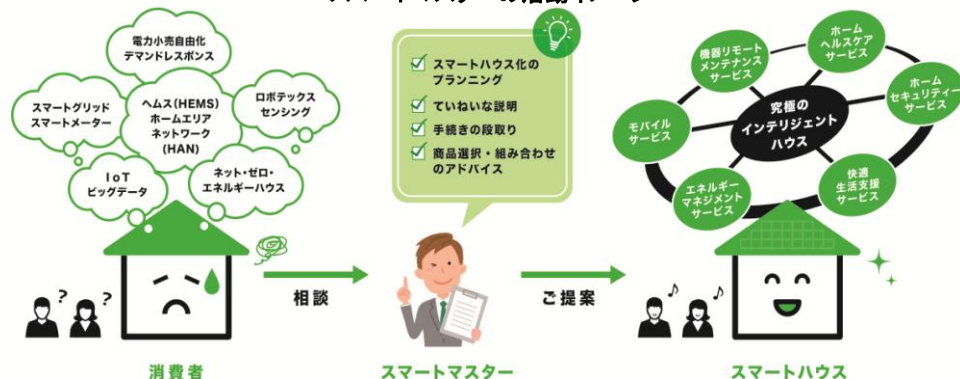 電力小売自由化
デマンドレスポンス
スマートグリッド
スマートメーター
ヘムス(HEMS)
ホームエリア
ネットワーク
(HAN)
ロボテックス
センシング
IoT
ビッグデータ
ネット・ゼロ・
エネルギーハウス
? ?
消費者
相談
スマートハウス化の
プランニング
ていねいな説明
手続きの段取り
商品選択・組み合わせ
のアドバイス
スマートマスター
ご提案
機器リモート
メンテナンス
サービス
ホーム
ヘルスケア
サービス
モバイル
サービス
究極の
インテリジェント
ハウス
ホーム
セキュリティー
サービス
エネルギー
マネジメント
サービス
快適
生活支援
サービス
スマートハウス